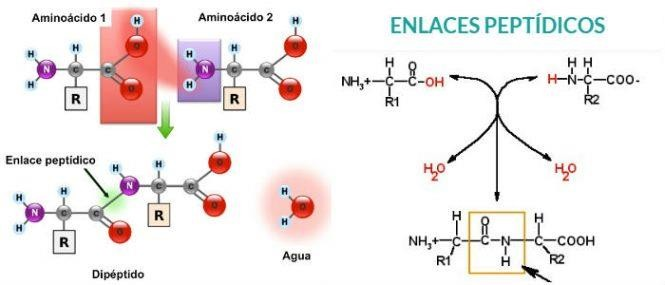 Aminoácido 1
Aminoácido 2
H
O
H
H
N
C
C
O
H
R
H
O
H
H
N
C
C
O
H
R
Enlace peptídico
H
H
N
C
C
O
H
R
H
N
C
C
H
O
O
H
R
Dipéptido
H
O
H
Agua
ENLACES PEPTÍDICOS
H
O
NH3+-C-C-OH
R1
H
H-N-C-COO-
H
R2
H2O
H2O
H
O
H
NH3+-C-C-N-C-COOH
R1
H
R2